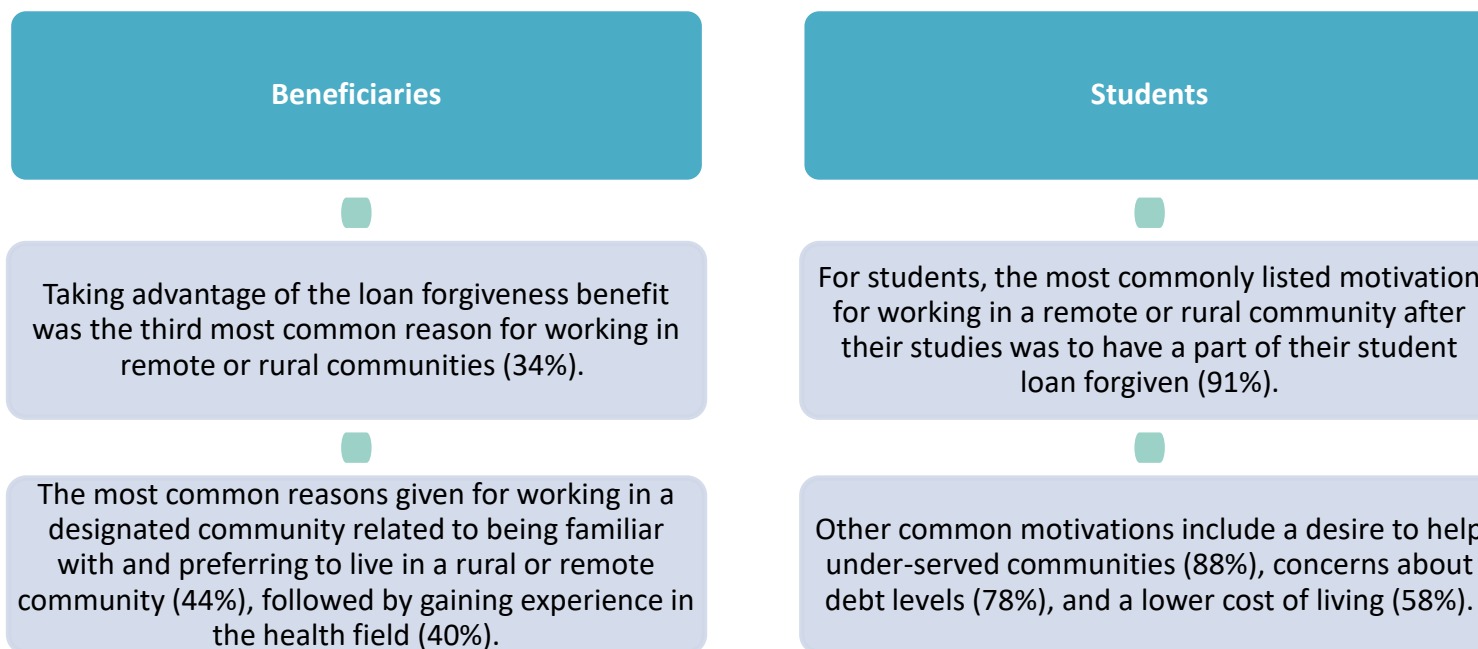 Beneficiaries
Taking advantage of the loan forgiveness benefit
was the third most common reason for working in
remote or rural communities (34%).
The most common reasons given for working in a
designated community related to being familiar
with and preferring to live in a rural or remote
community (44%), followed by gaining experience in
the health field (40%).
Students
For students, the most commonly listed motivation
for working in a remote or rural community after
their studies was to have a part of their student
loan forgiven (91%).
Other common motivations include a desire to help
under-served communities (88%), concerns about
debt levels (78%), and a lower cost of living (58%).